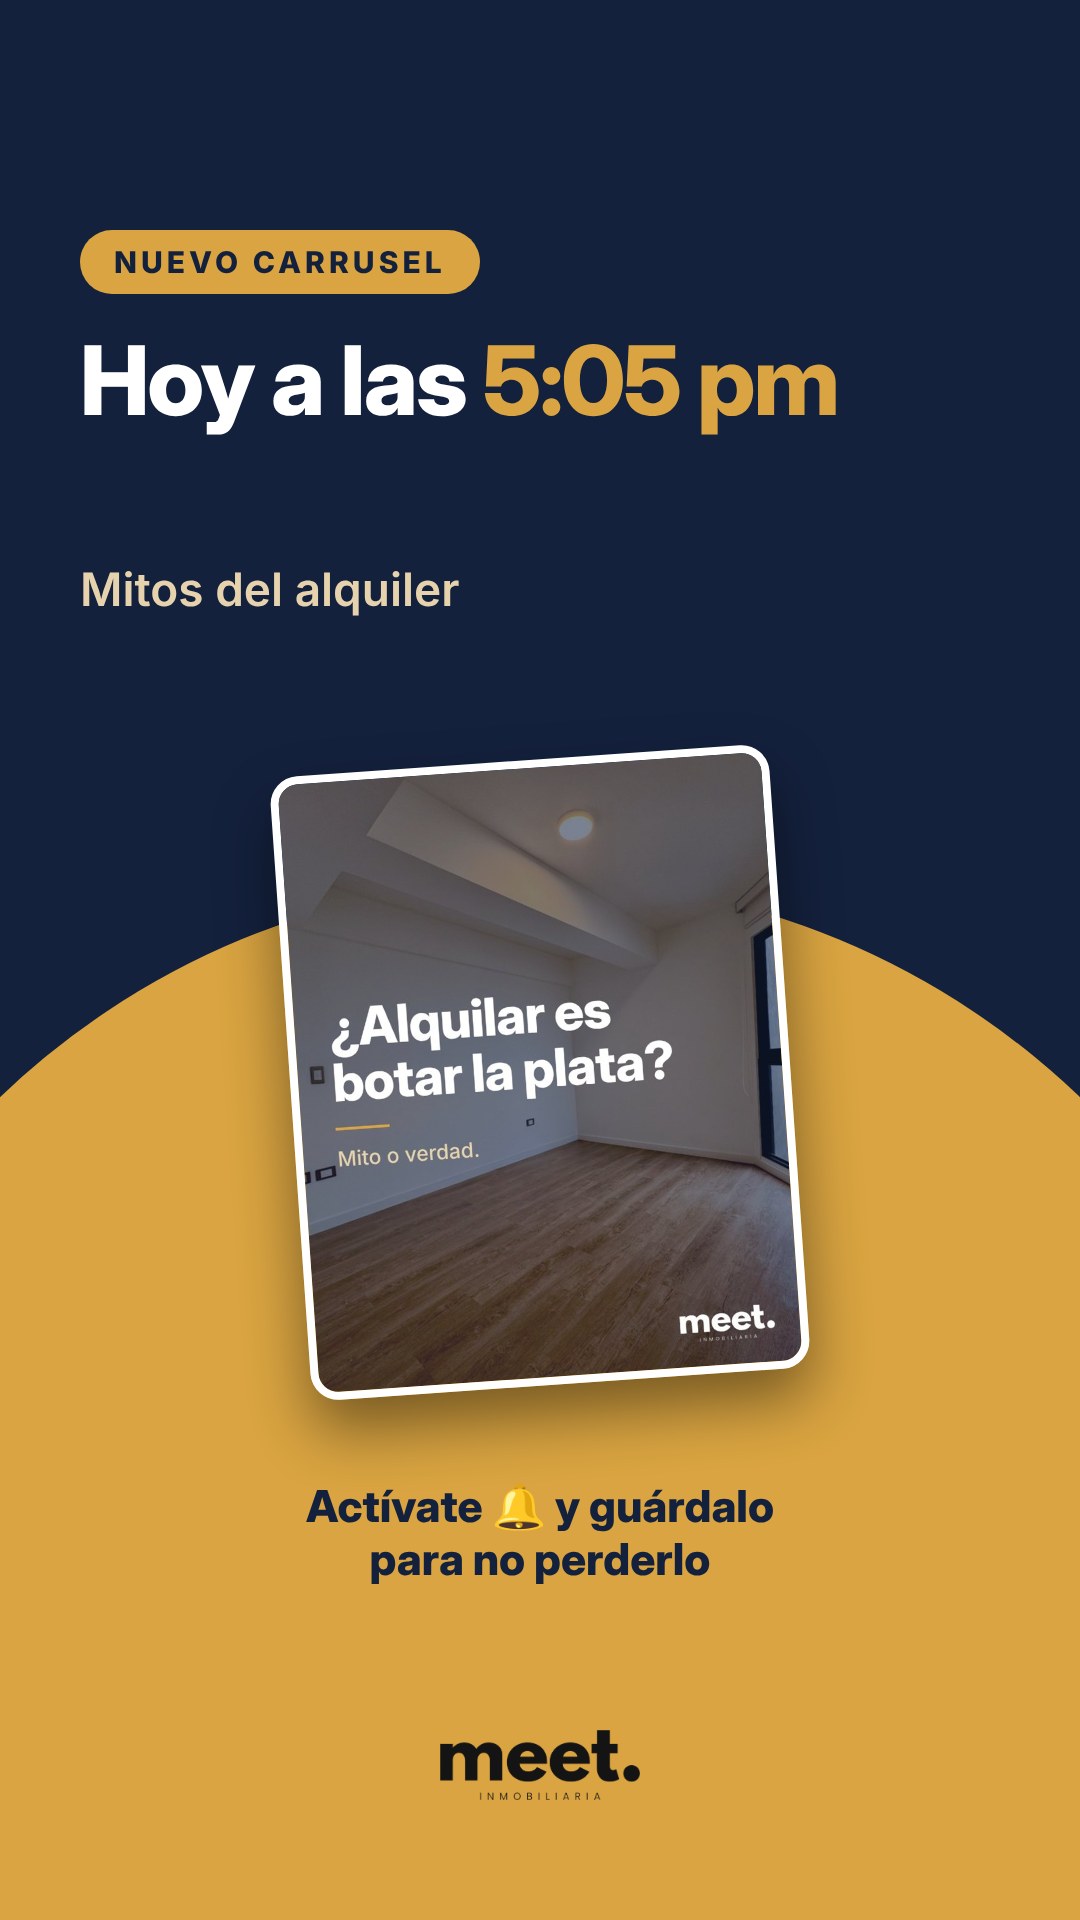 NUEVO CARRUSEL
Hoy a las 5:05 pm
Mitos del alquiler
¿Alquilar es
botar la plata?
Mito o verdad.
meet.
INMOBILIARIA
Actívate 🔔 y guárdalo
para no perderlo
meet.
INMOBILIARIA